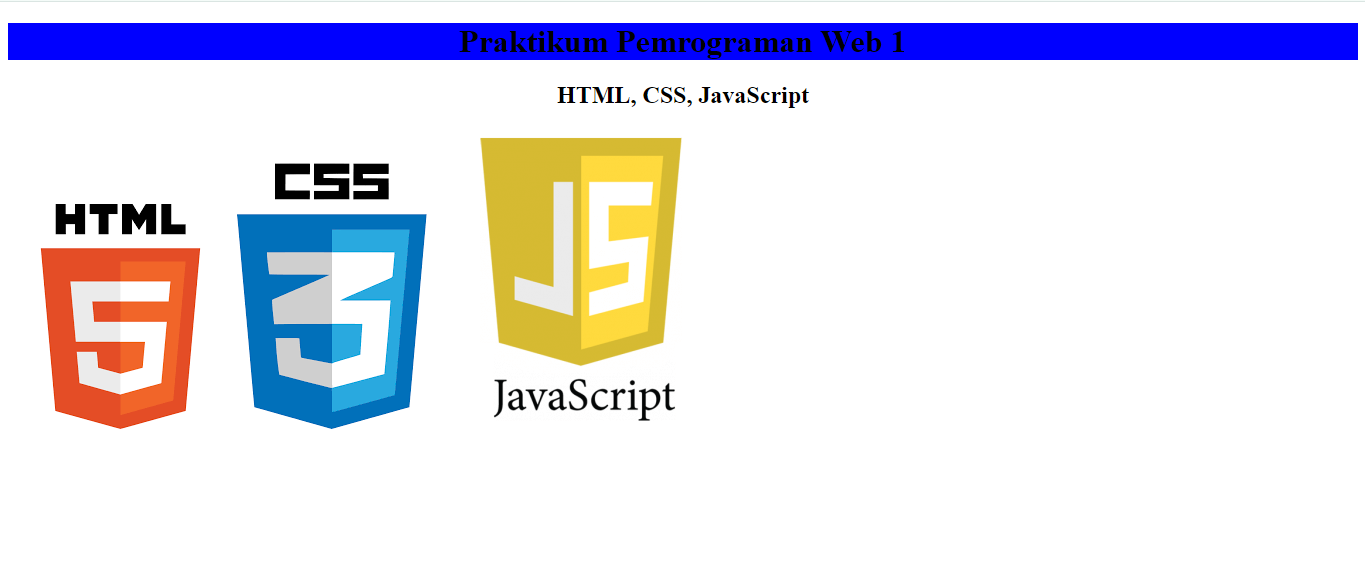 Praktikum Pemrograman Web 1
HTML, CSS, JavaScript
HTML
5
CSS
3
JS
JavaScript